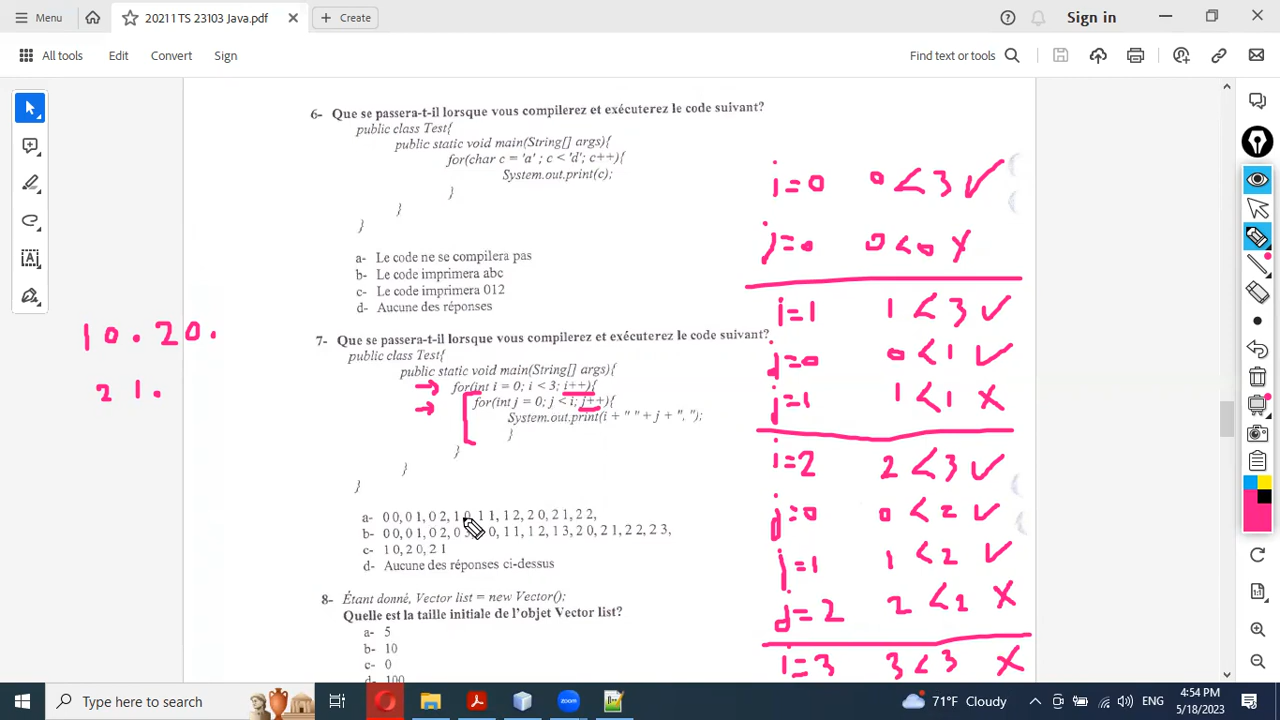 Menu
20211 TS 23103 Java.pdf
Create
Sign in
All tools
Edit
Convert
Sign
Find text or tools
6- Que se passera-t-il lorsque vous compilerez et exécuterez le code suivant?
public class Test{
public static void main(String[] args){
for(char c = 'a' ; c < 'd'; c++){
System.out.print(c);
}
}
}
a- Le code ne se compilera pas
b- Le code imprimera abc
c- Le code imprimera 012
d- Aucune des réponses
7- Que se passera-t-il lorsque vous compilerez et exécuterez le code suivant?
public class Test{
public static void main(String[] args){
for(int i = 0; i < 3; i++){
for(int j = 0; j < i; j++){
System.out.print(i + " " + j + ", ");
}
}
}
}
a- 0 0, 0 1, 0 2, 1 0, 1 1, 1 2, 2 0, 2 1, 2 2,
b- 0 0, 0 1, 0 2, 0 0, 1 1, 1 2, 1 3, 2 0, 2 1, 2 2, 2 3,
c- 1 0, 2 0, 2 1
d- Aucune des réponses ci-dessus
8- Étant donné, Vector list = new Vector();
Quelle est la taille initiale de l'objet Vector list?
a- 5
b- 10
c- 0
d- 100
10. 20.
21.
i=0 0<3 ✓
j=0 0<0 X
i=1 1<3 ✓
j=0 0<1 ✓
j=1 1<1 X
i=2 2<3 ✓
j=0 0<2 ✓
j=1 1<2 ✓
j=2 2<2 X
i=3 3<3 X
Type here to search
71°F Cloudy
ENG
4:54 PM
5/18/2023